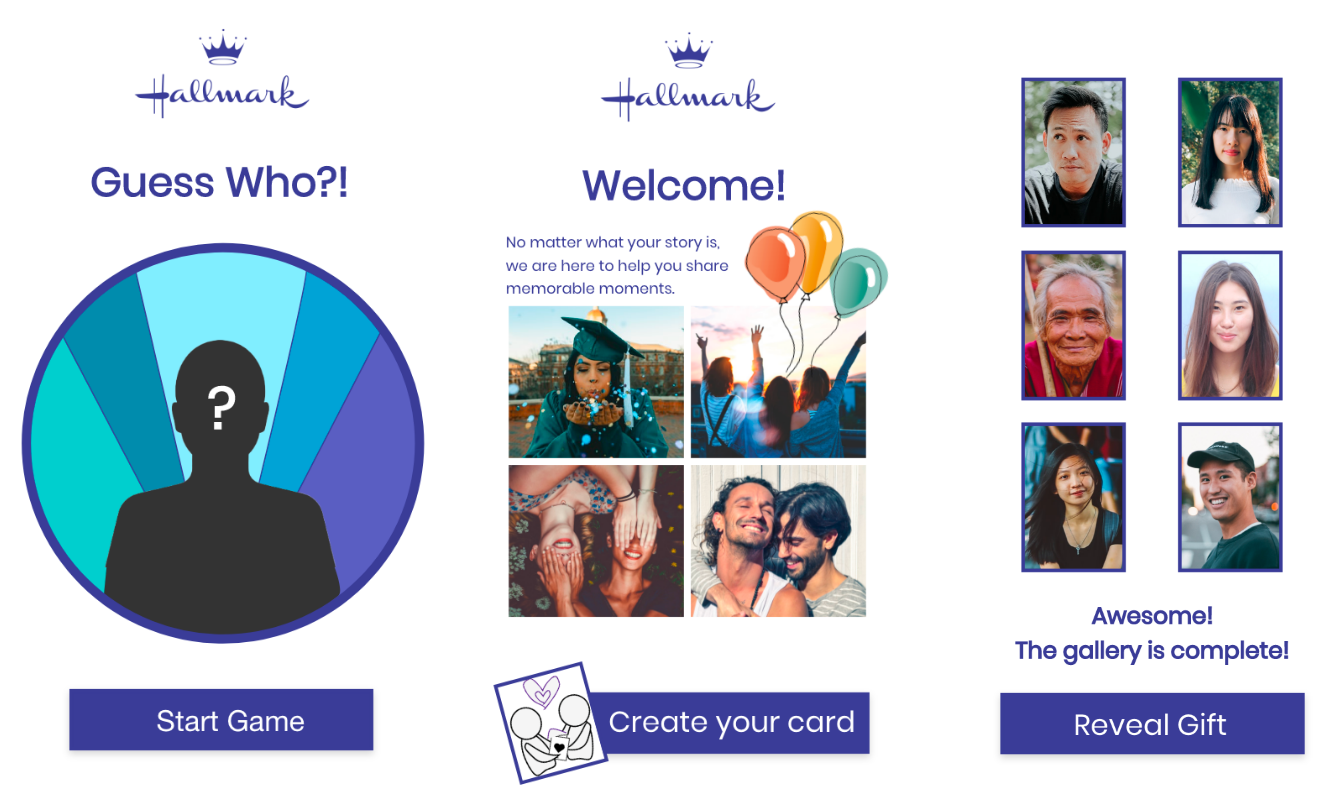 Hallmark
Guess Who?!
?
Start Game
Hallmark
Welcome!
No matter what your story is,
we are here to help you share
memorable moments.
Create your card
Awesome!
The gallery is complete!
Reveal Gift